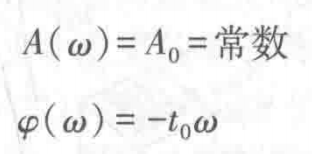 A(ω) = A₀ = 常数
φ(ω) = -t₀ω